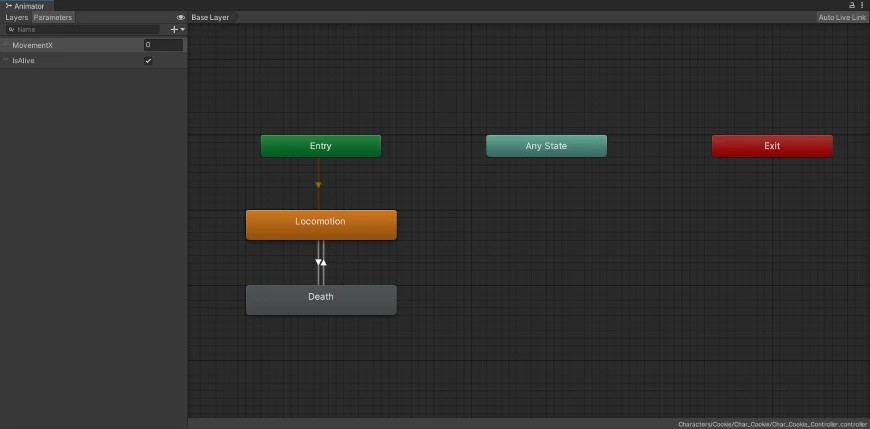 Animator
Layers Parameters
Base Layer
Auto Live Link
Name
MovementX 0
IsAlive
Entry
Any State
Exit
Locomotion
Death
Characters/Cookie/Char_Cookie/Char_Cookie_Controller.controller